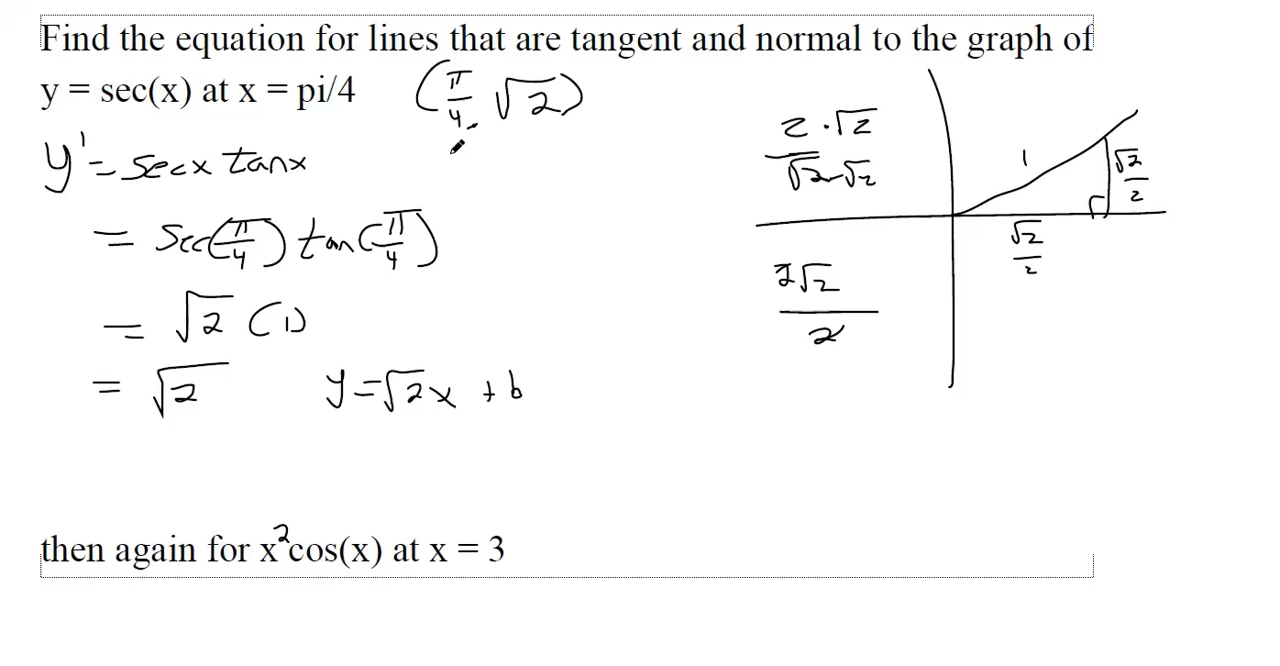 Find the equation for lines that are tangent and normal to the graph of
y = sec(x) at x = pi/4 (π/4, √2)
y' = secx tanx
= sec(π/4) tan(π/4)
= √2 (1)
= √2 y = √2x + b
2 · √2
√2 - √2
2√2
2
1
√2/2
√2/2
then again for x²cos(x) at x = 3